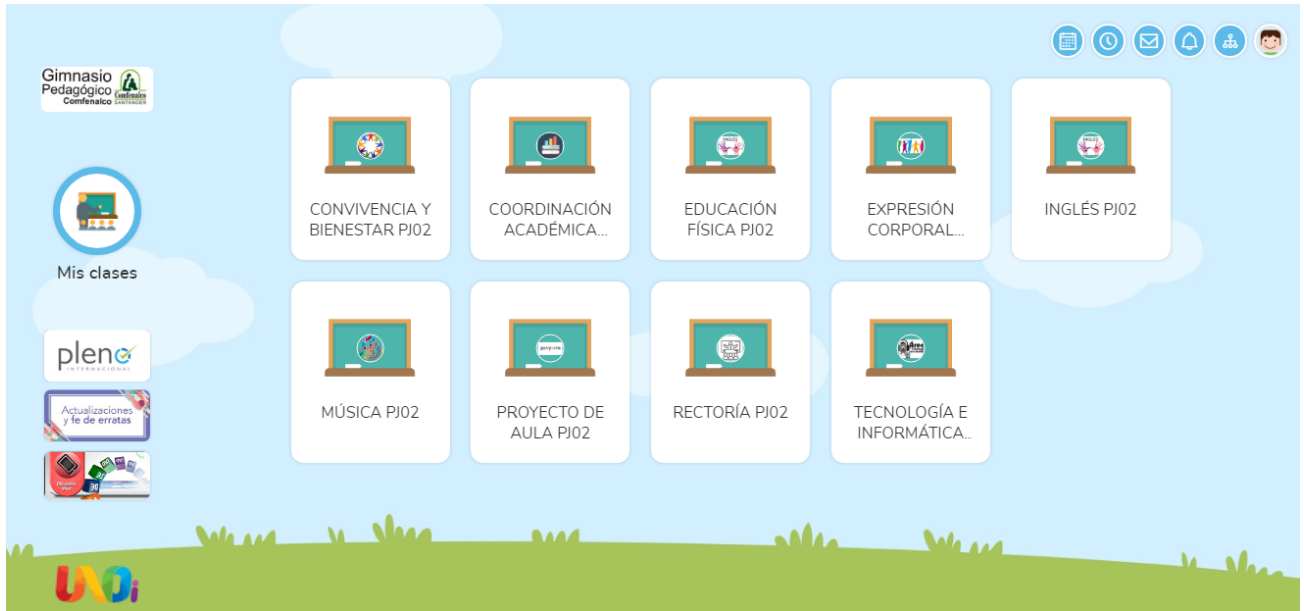 Gimnasio
Pedagógico
Comfenalco
Comfenalco
SANTANDER
Mis clases
pleno
INTERNACIONAL
Actualizaciones
y fe de erratas
CONVIVENCIA Y
BIENESTAR PJ02
COORDINACIÓN
ACADÉMICA...
EDUCACIÓN
FÍSICA PJ02
EXPRESIÓN
CORPORAL...
INGLÉS
INGLÉS PJ02
MÚSICA PJ02
PROYECTO DE
AULA PJ02
RECTORÍA PJ02
TECNOLOGÍA E
INFORMÁTICA...
UNOi